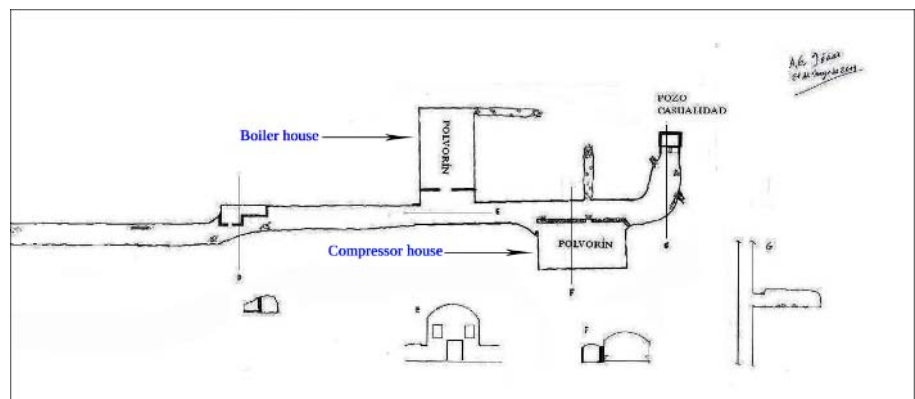 POZO
CASUALIDAD
Boiler house
POLVORÍN
E
POLVORÍN
Compressor house
G
D
F
E
F
G